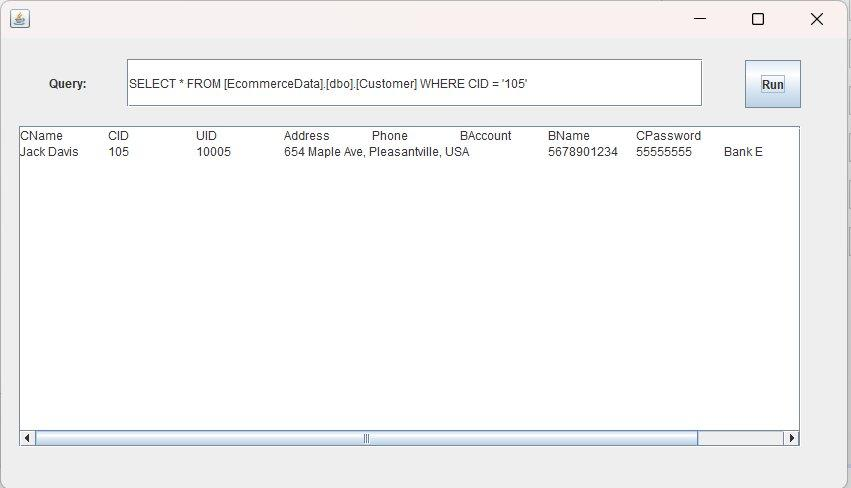 Query: SELECT * FROM [EcommerceData].[dbo].[Customer] WHERE CID = '105' Run
CName CID UID Address Phone BAccount BName CPassword
Jack Davis 105 10005 654 Maple Ave, Pleasantville, USA 5678901234 55555555 Bank E